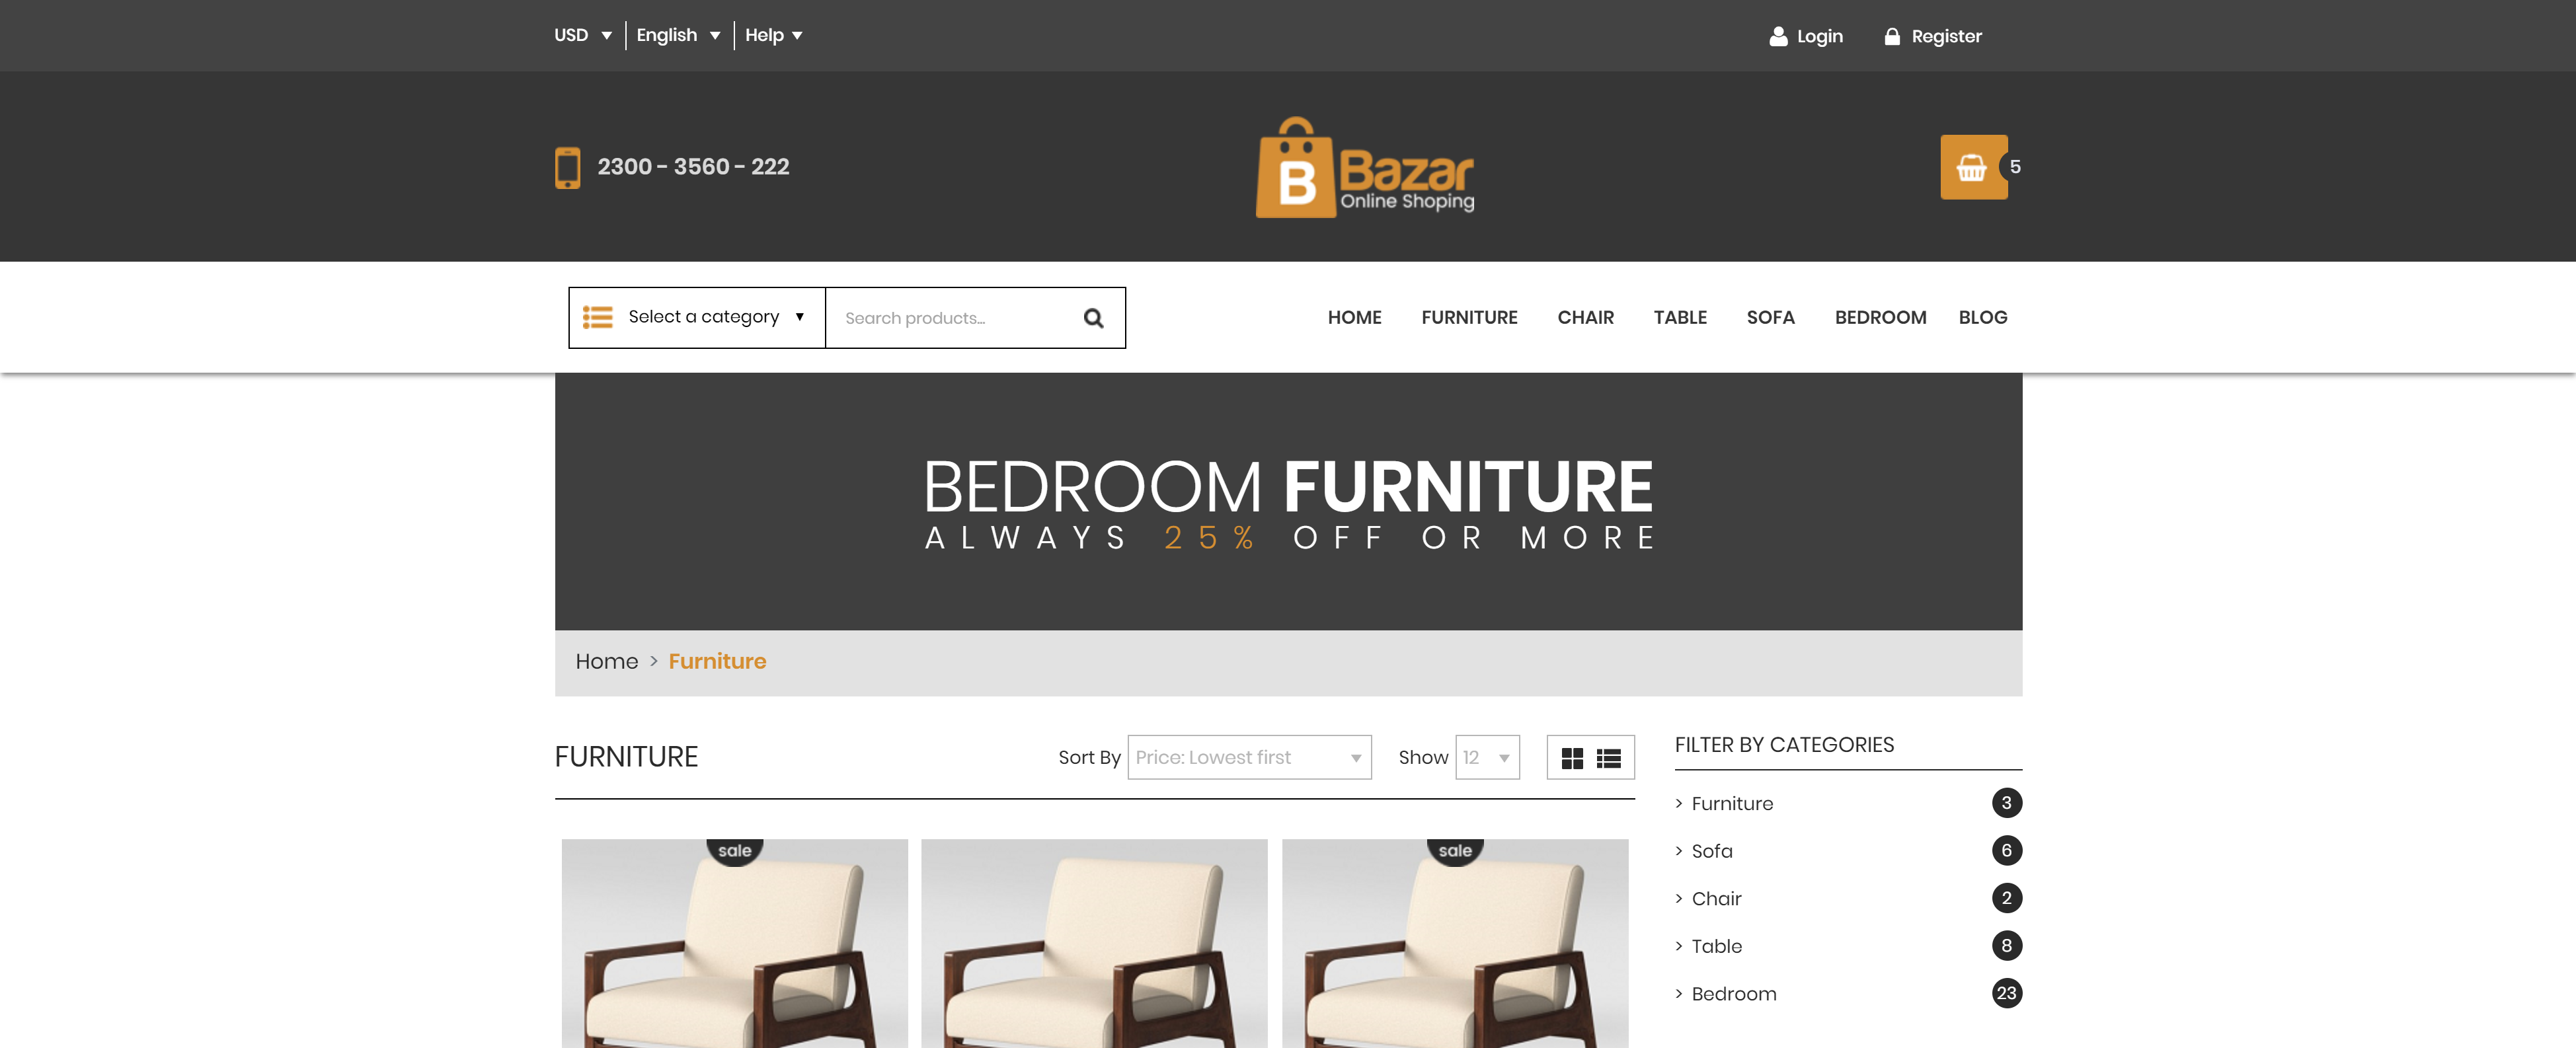 USD English Help Login Register
2300 - 3560 - 222
B Bazar
Online Shoping
5
Select a category Search products...
HOME FURNITURE CHAIR TABLE SOFA BEDROOM BLOG
BEDROOM FURNITURE
ALWAYS 25% OFF OR MORE
Home > Furniture
FURNITURE
Sort By Price: Lowest first Show 12
sale
sale
FILTER BY CATEGORIES
> Furniture 3
> Sofa 6
> Chair 2
> Table 8
> Bedroom 23